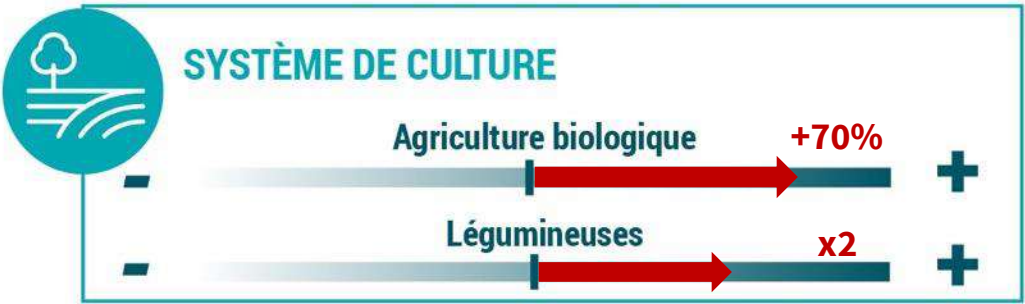 SYSTÈME DE CULTURE
Agriculture biologique +70%
- +
Légumineuses x2
- +